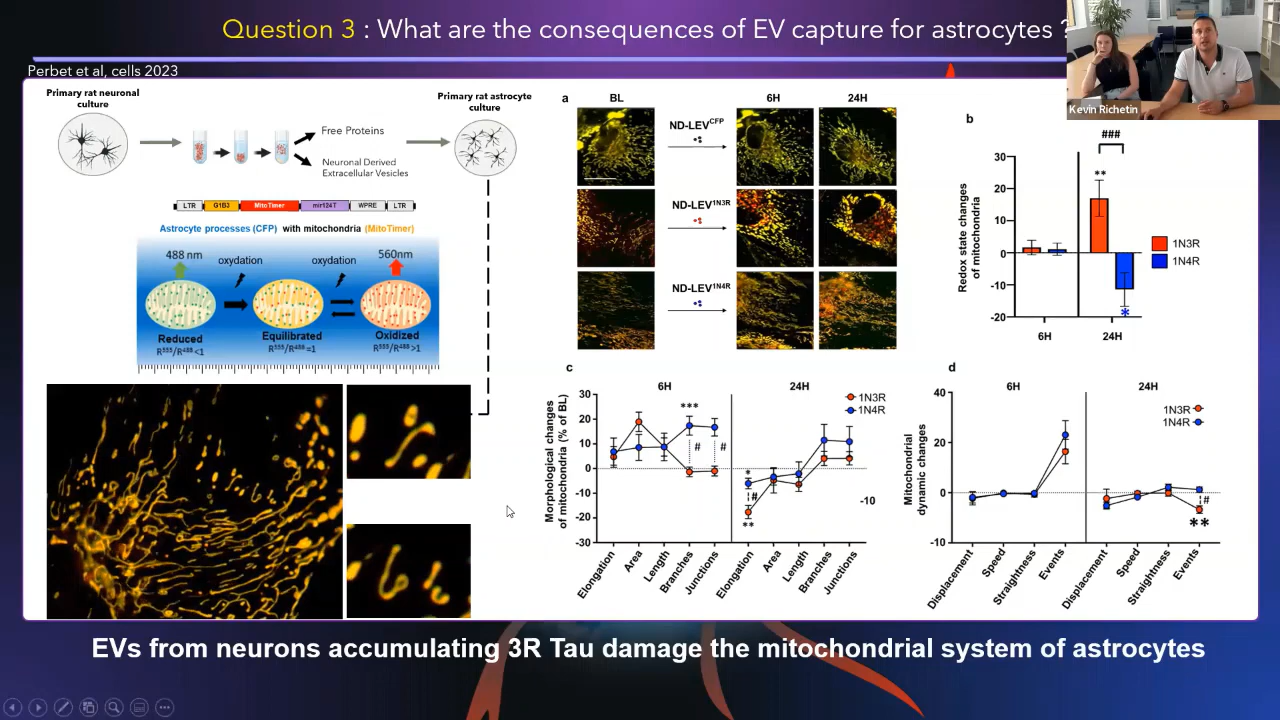 Question 3 : What are the consequences of EV capture for astrocytes ?
Perbet et al, cells 2023
Kevin Richetin
Primary rat neuronal
culture
Primary rat astrocyte
culture
Free Proteins
Neuronal Derived
Extracellular Vesicles
LTR G1B3 MitoTimer mir124T WPRE LTR
Astrocyte processes (CFP) with mitochondria (MitoTimer)
488 nm
oxydation
oxydation
560nm
Reduced
R⁵⁵⁵/R⁴⁸⁸ <1
Equilibrated
R⁵⁵⁵/R⁴⁸⁸ =1
Oxidized
R⁵⁵⁵/R⁴⁸⁸ >1
a
BL
6H
24H
ND-LEVCFP
ND-LEV1N3R
ND-LEV1N4R
b
Redox state changes
of mitochondria
30
20
10
0
-10
-20
###
**
*
6H
24H
1N3R
1N4R
c
6H
24H
Morphological changes
of mitochondria (% of BL)
30
20
10
0
-10
-20
-30
***
#
#
*
#
**
1N3R
1N4R
-10
Elongation
Area
Length
Branches
Junctions
Elongation
Area
Length
Branches
Junctions
d
6H
24H
Mitochondrial
dynamic changes
40
20
0
-10
1N3R
1N4R
#
**
Displacement
Speed
Straightness
Events
Displacement
Speed
Straightness
Events
EVs from neurons accumulating 3R Tau damage the mitochondrial system of astrocytes